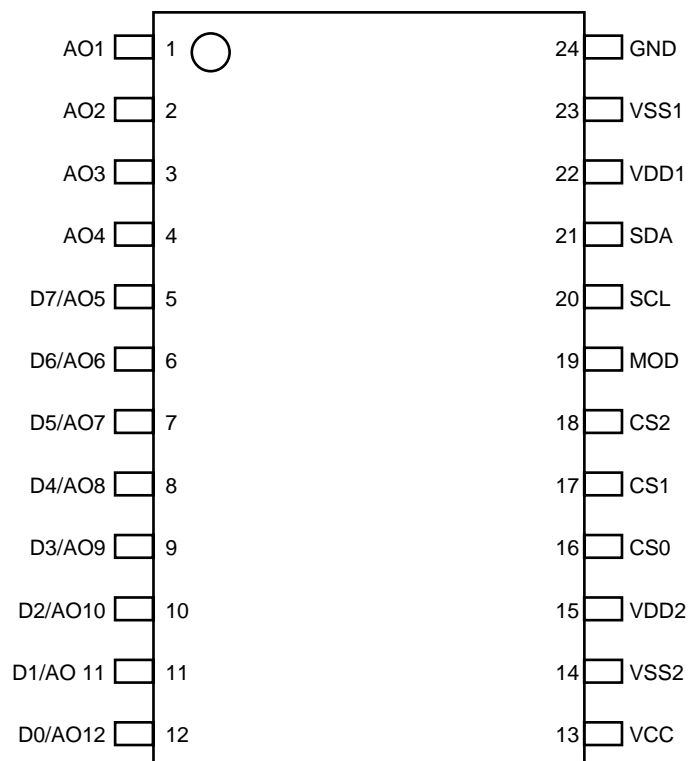 AO1 1 24 GND
AO2 2 23 VSS1
AO3 3 22 VDD1
AO4 4 21 SDA
D7/AO5 5 20 SCL
D6/AO6 6 19 MOD
D5/AO7 7 18 CS2
D4/AO8 8 17 CS1
D3/AO9 9 16 CS0
D2/AO10 10 15 VDD2
D1/AO 11 11 14 VSS2
D0/AO12 12 13 VCC